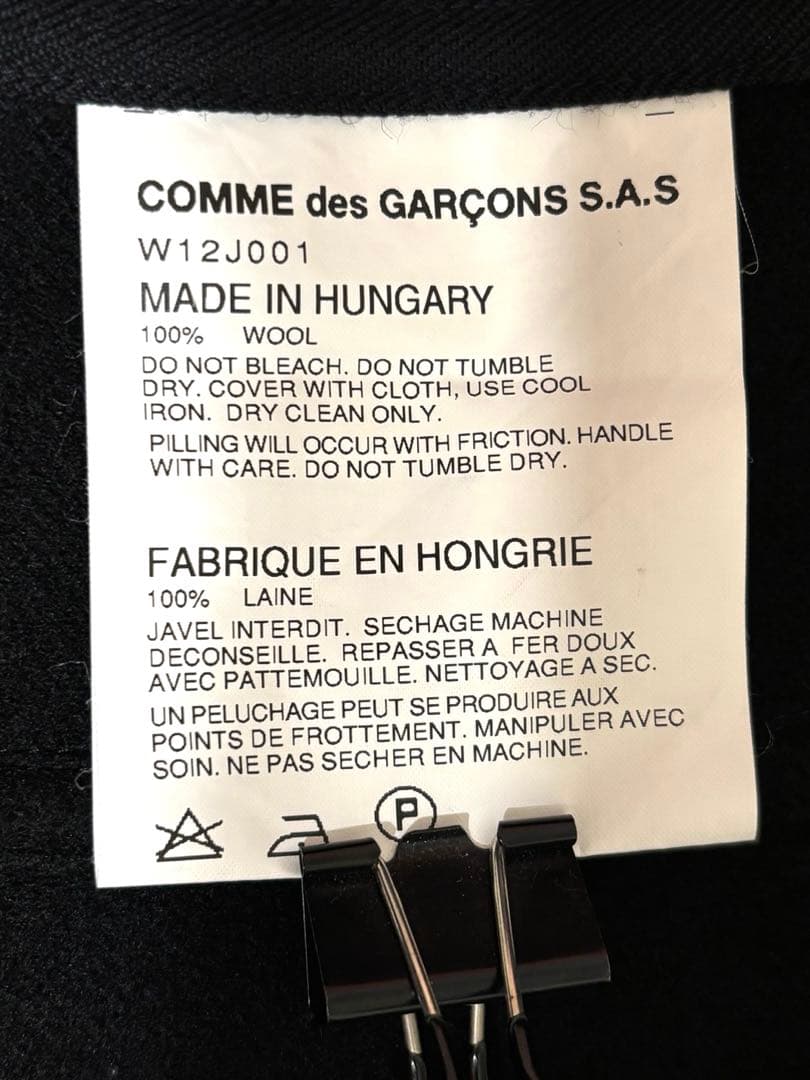 COMME des GARÇONS S.A.S
W12J001
MADE IN HUNGARY
100% WOOL
DO NOT BLEACH. DO NOT TUMBLE
DRY. COVER WITH CLOTH, USE COOL
IRON. DRY CLEAN ONLY.
PILLING WILL OCCUR WITH FRICTION. HANDLE
WITH CARE. DO NOT TUMBLE DRY.
FABRIQUE EN HONGRIE
100% LAINE
JAVEL INTERDIT. SECHAGE MACHINE
DECONSEILLE. REPASSER A FER DOUX
AVEC PATTEMOUILLE. NETTOYAGE A SEC.
UN PELUCHAGE PEUT SE PRODUIRE AUX
POINTS DE FROTTEMENT. MANIPULER AVEC
SOIN. NE PAS SECHER EN MACHINE.
P